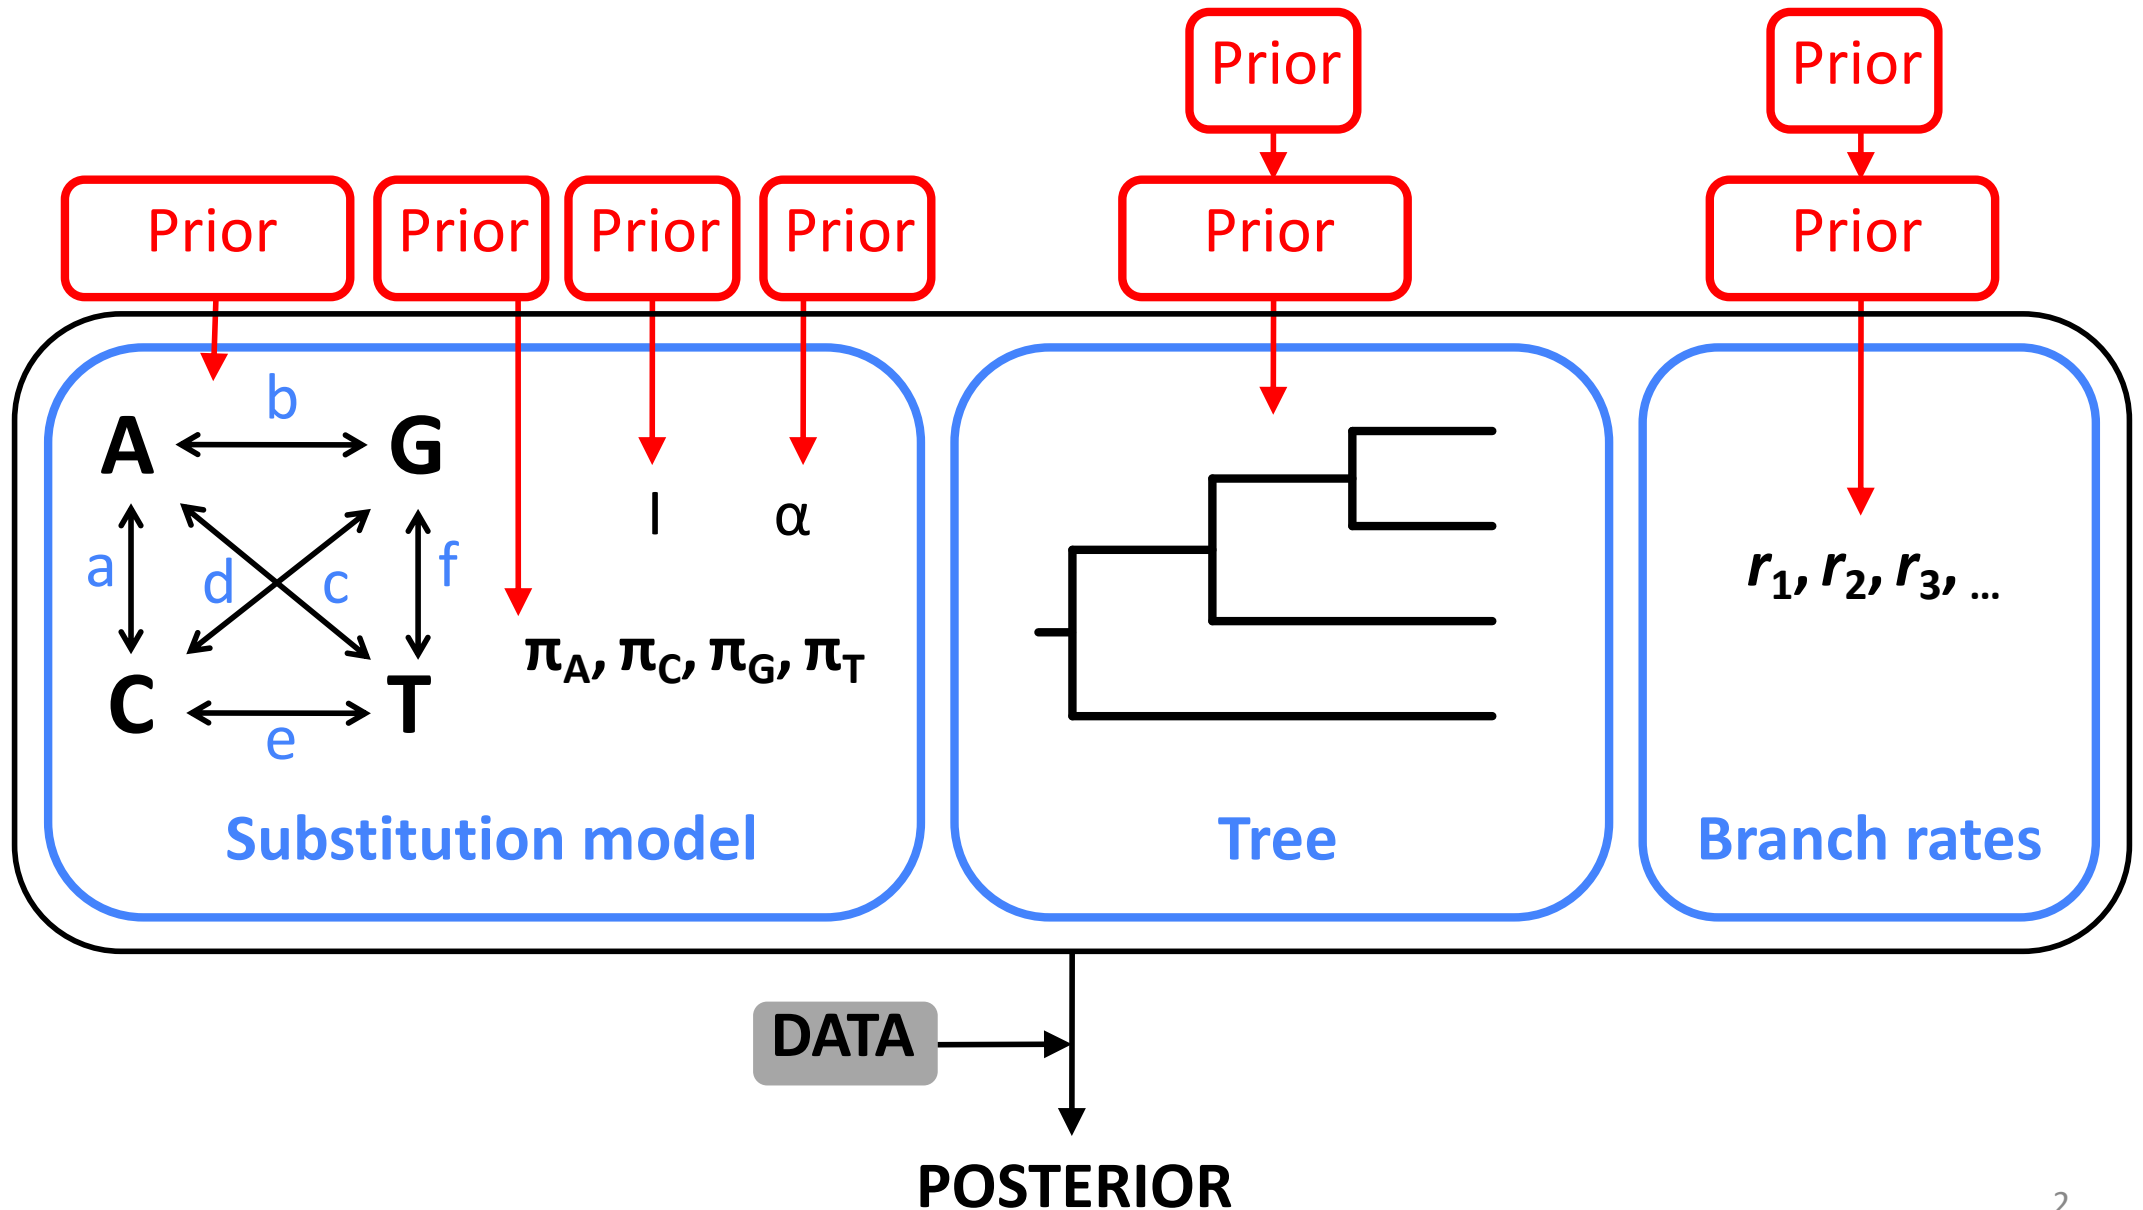 Prior Prior
Prior Prior Prior Prior Prior Prior
b
A G
I α
a d c f
r1, r2, r3, ...
πA, πC, πG, πT
C T
e
Substitution model Tree Branch rates
DATA
POSTERIOR
2